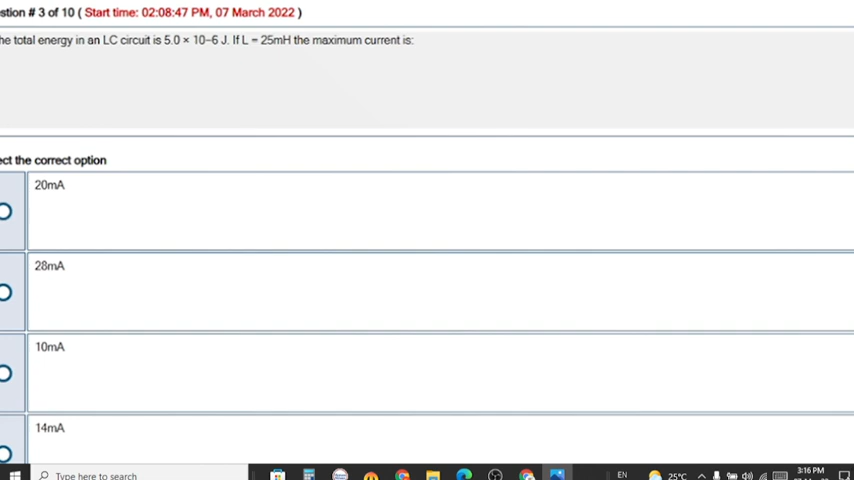 stion # 3 of 10 ( Start time: 02:08:47 PM, 07 March 2022 )
he total energy in an LC circuit is 5.0 × 10–6 J. If L = 25mH the maximum current is:
ect the correct option
20mA
28mA
10mA
14mA
Type here to search
EN
25°C
3:16 PM